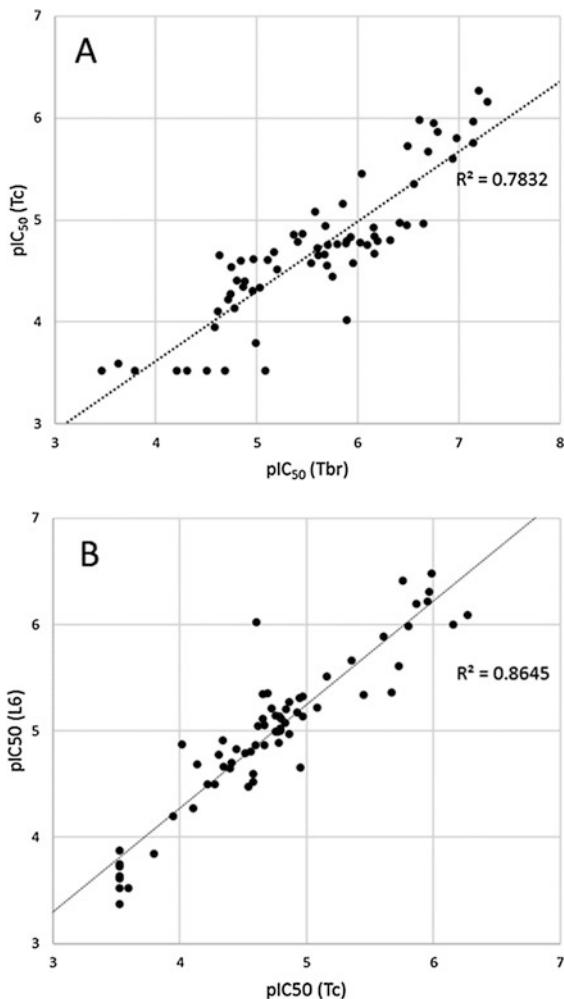 7
A
6
pIC₅₀ (Tc)
R² = 0.7832
5
4
3
3 4 5 6 7 8
pIC₅₀ (Tbr)
7
B
6
R² = 0.8645
pIC50 (L6)
5
4
3
3 4 5 6 7
pIC50 (Tc)